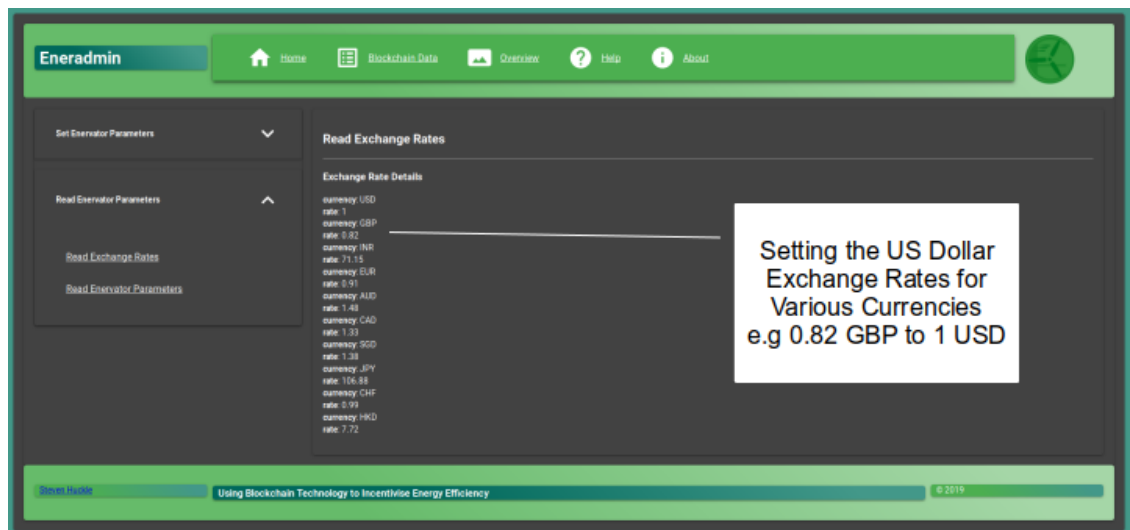 Eneradmin
Home
Blockchain Data
Overview
Help
About
Set Enervator Parameters
Read Enervator Parameters
Read Exchange Rates
Read Enervator Parameters
Read Exchange Rates
Exchange Rate Details
currency: USD
rate: 1
currency: GBP
rate: 0.82
currency: INR
rate: 71.15
currency: EUR
rate: 0.91
currency: AUD
rate: 1.48
currency: CAD
rate: 1.33
currency: SGD
rate: 1.38
currency: JPY
rate: 106.88
currency: CHF
rate: 0.99
currency: HKD
rate: 7.72
Setting the US Dollar
Exchange Rates for
Various Currencies
e.g 0.82 GBP to 1 USD
Steven Huckle
Using Blockchain Technology to Incentivise Energy Efficiency
© 2019